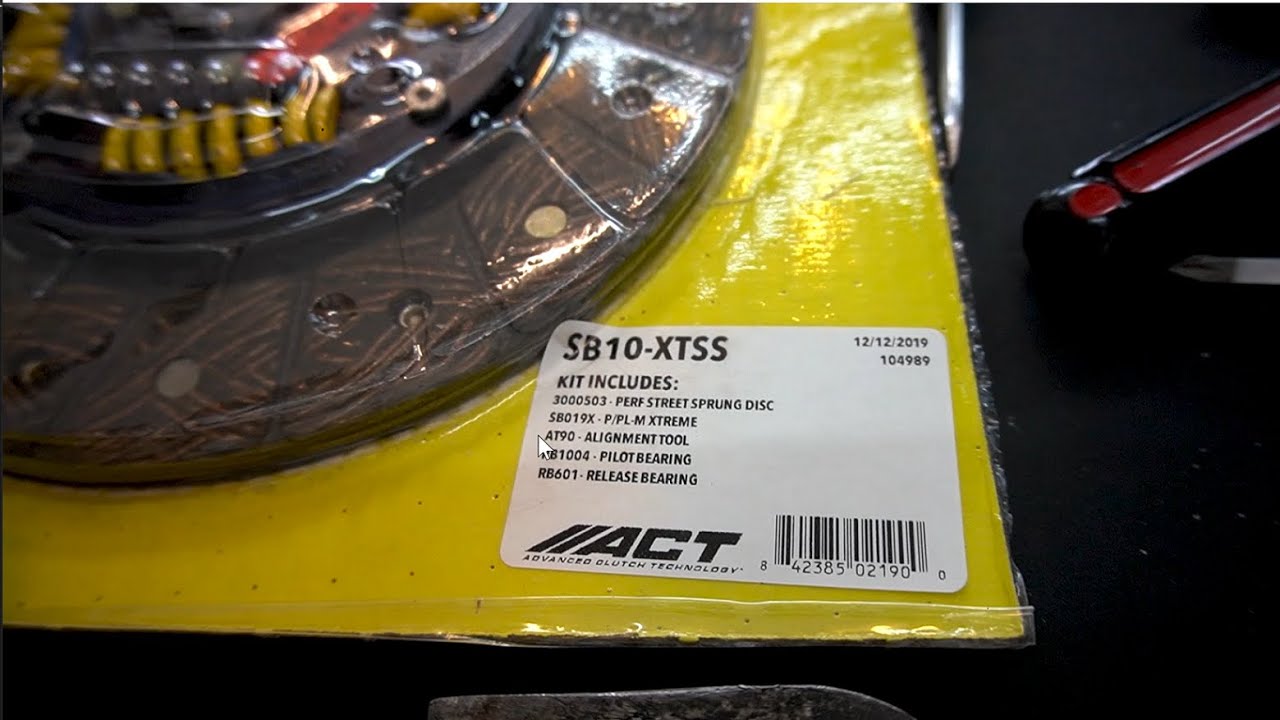 SB10-XTSS
12/12/2019
104989
KIT INCLUDES:
3000503 - PERF STREET SPRUNG DISC
SB019X - P/PL-M XTREME
AT90 - ALIGNMENT TOOL
1004 - PILOT BEARING
RB601 - RELEASE BEARING
ACT
ADVANCED CLUTCH TECHNOLOGY
8 42385 02190 0